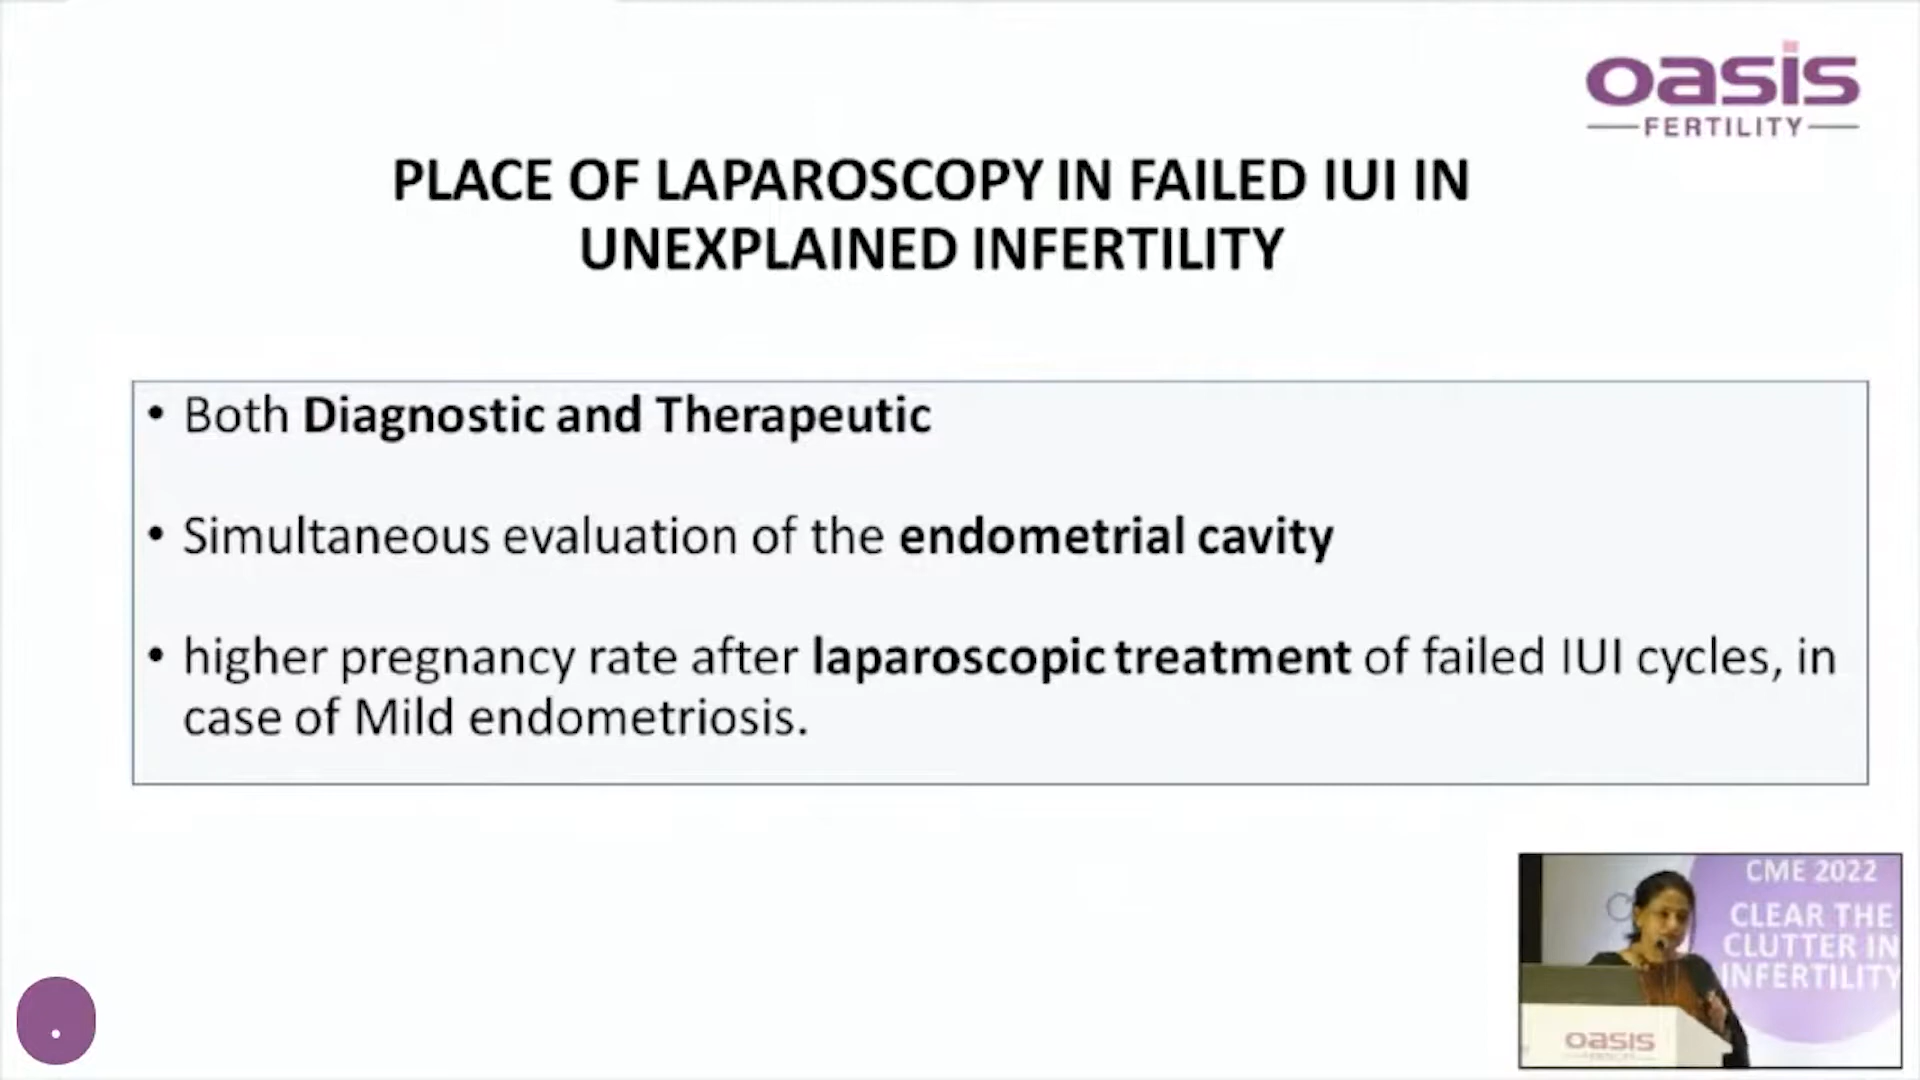 oasis
FERTILITY
PLACE OF LAPAROSCOPY IN FAILED IUI IN
UNEXPLAINED INFERTILITY
• Both Diagnostic and Therapeutic
• Simultaneous evaluation of the endometrial cavity
• higher pregnancy rate after laparoscopic treatment of failed IUI cycles, in
case of Mild endometriosis.
CME 2022
CLEAR THE
CLUTTER IN
INFERTILITY
oasis